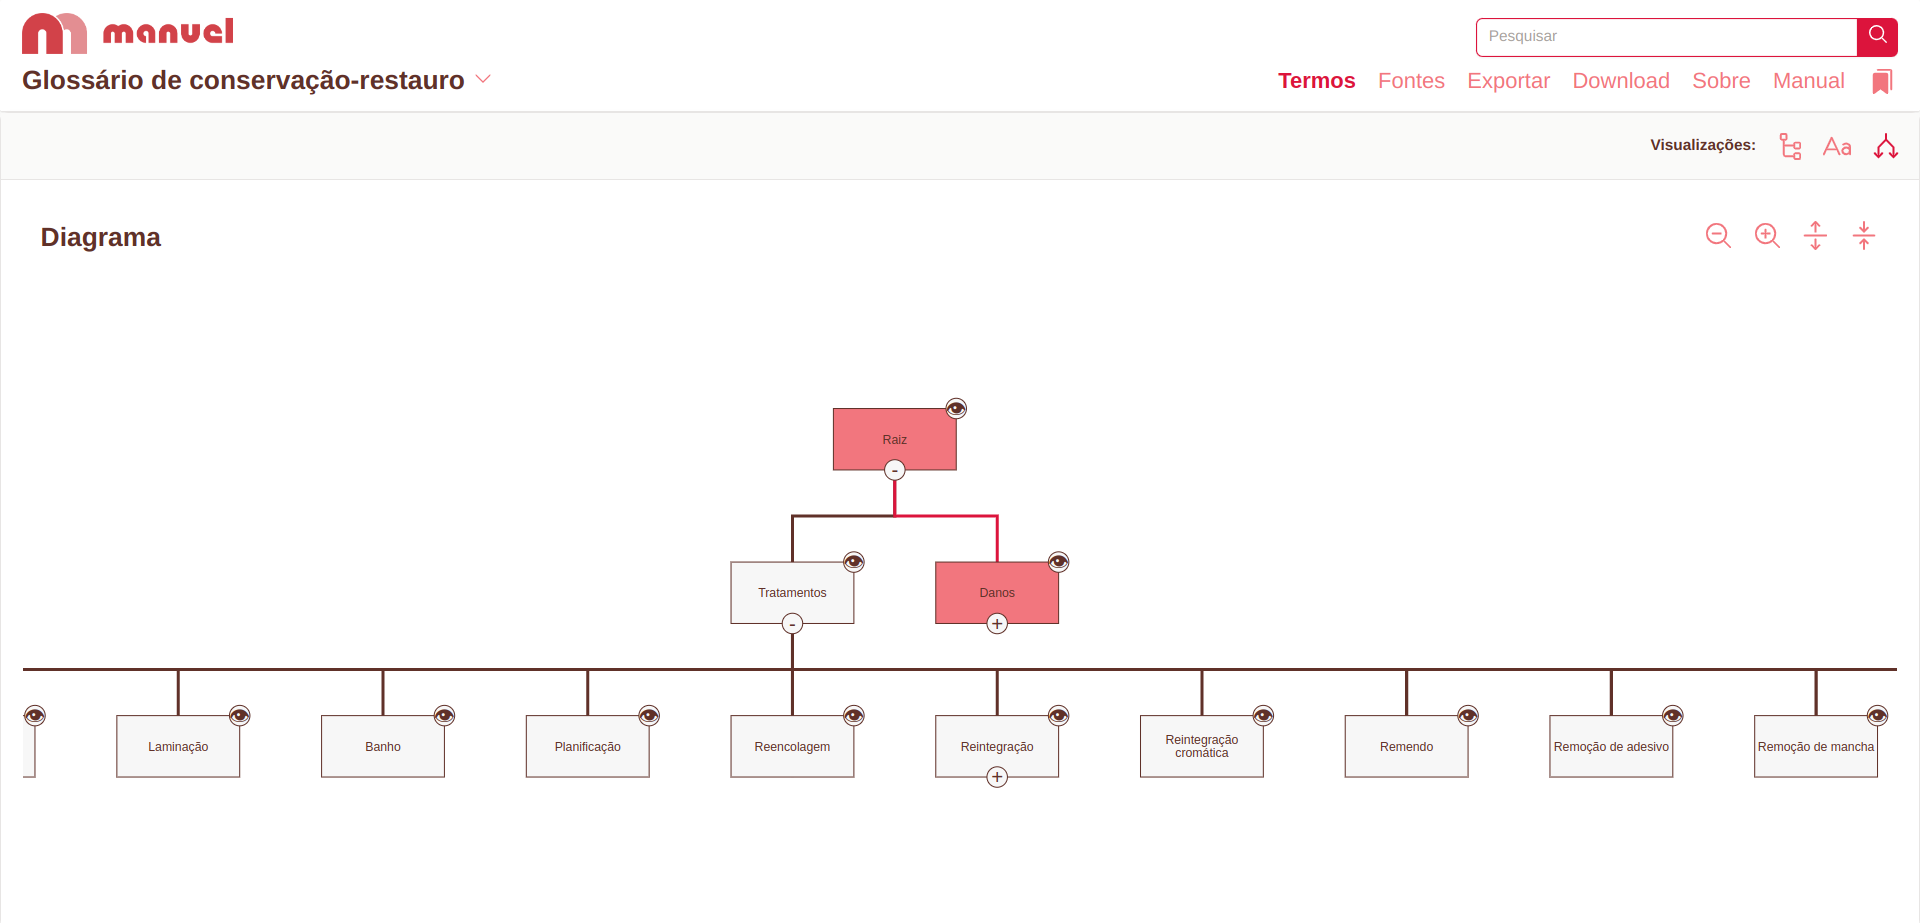 manuel
Pesquisar
Glossário de conservação-restauro
Termos Fontes Exportar Download Sobre Manual
Visualizações:
Aa
Diagrama
Raiz
-
Tratamentos
Danos
-
+
Laminação
Banho
Planificação
Reencolagem
Reintegração
Reintegração
cromática
Remendo
Remoção de adesivo
Remoção de mancha
+